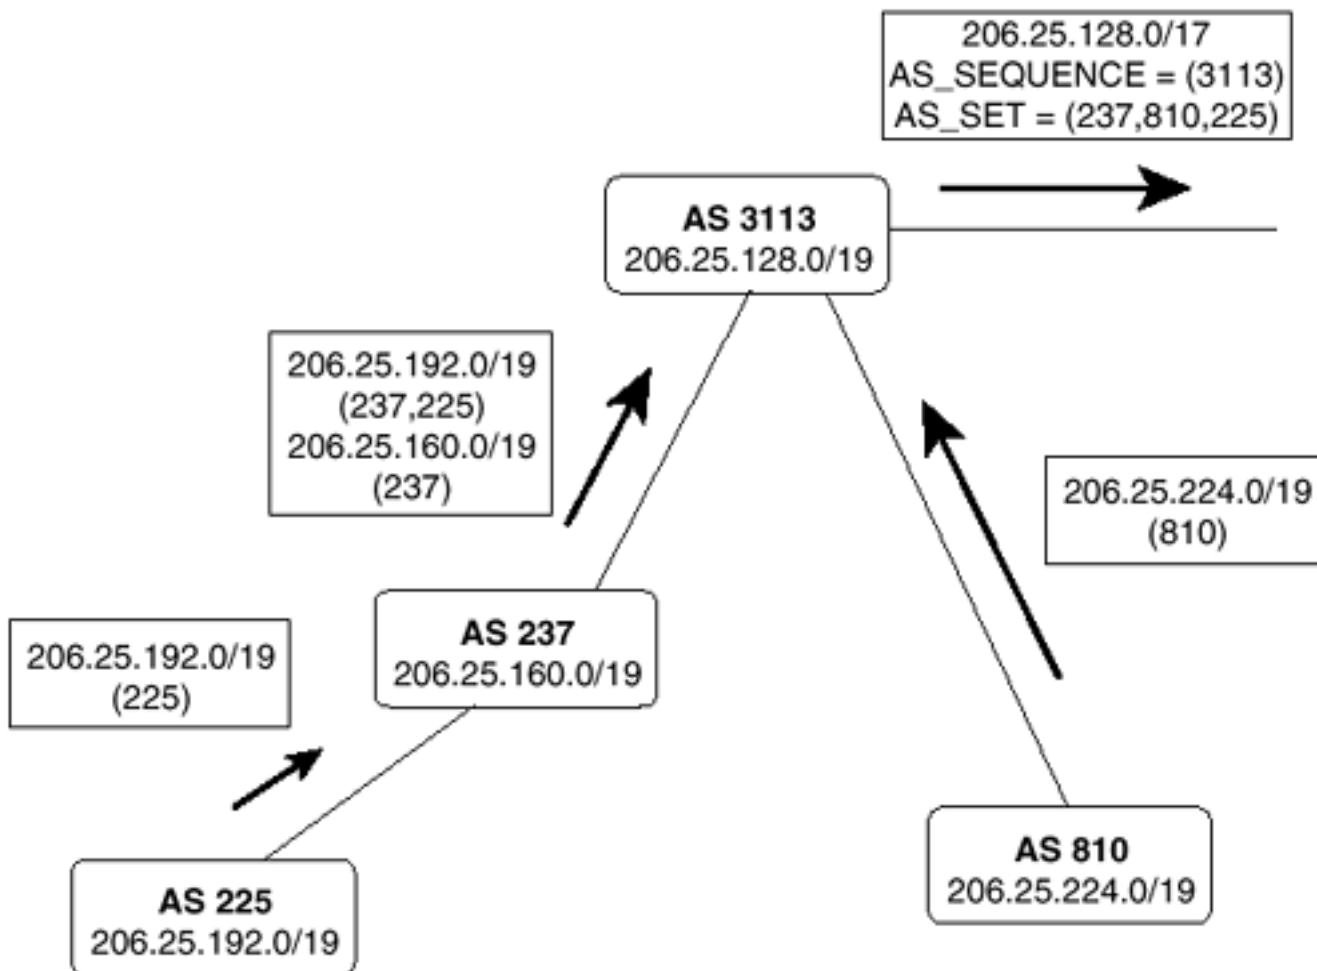 206.25.128.0/17
AS_SEQUENCE = (3113)
AS_SET = (237,810,225)
AS 3113
206.25.128.0/19
206.25.192.0/19
(237,225)
206.25.160.0/19
(237)
206.25.224.0/19
(810)
AS 237
206.25.160.0/19
206.25.192.0/19
(225)
AS 810
206.25.224.0/19
AS 225
206.25.192.0/19